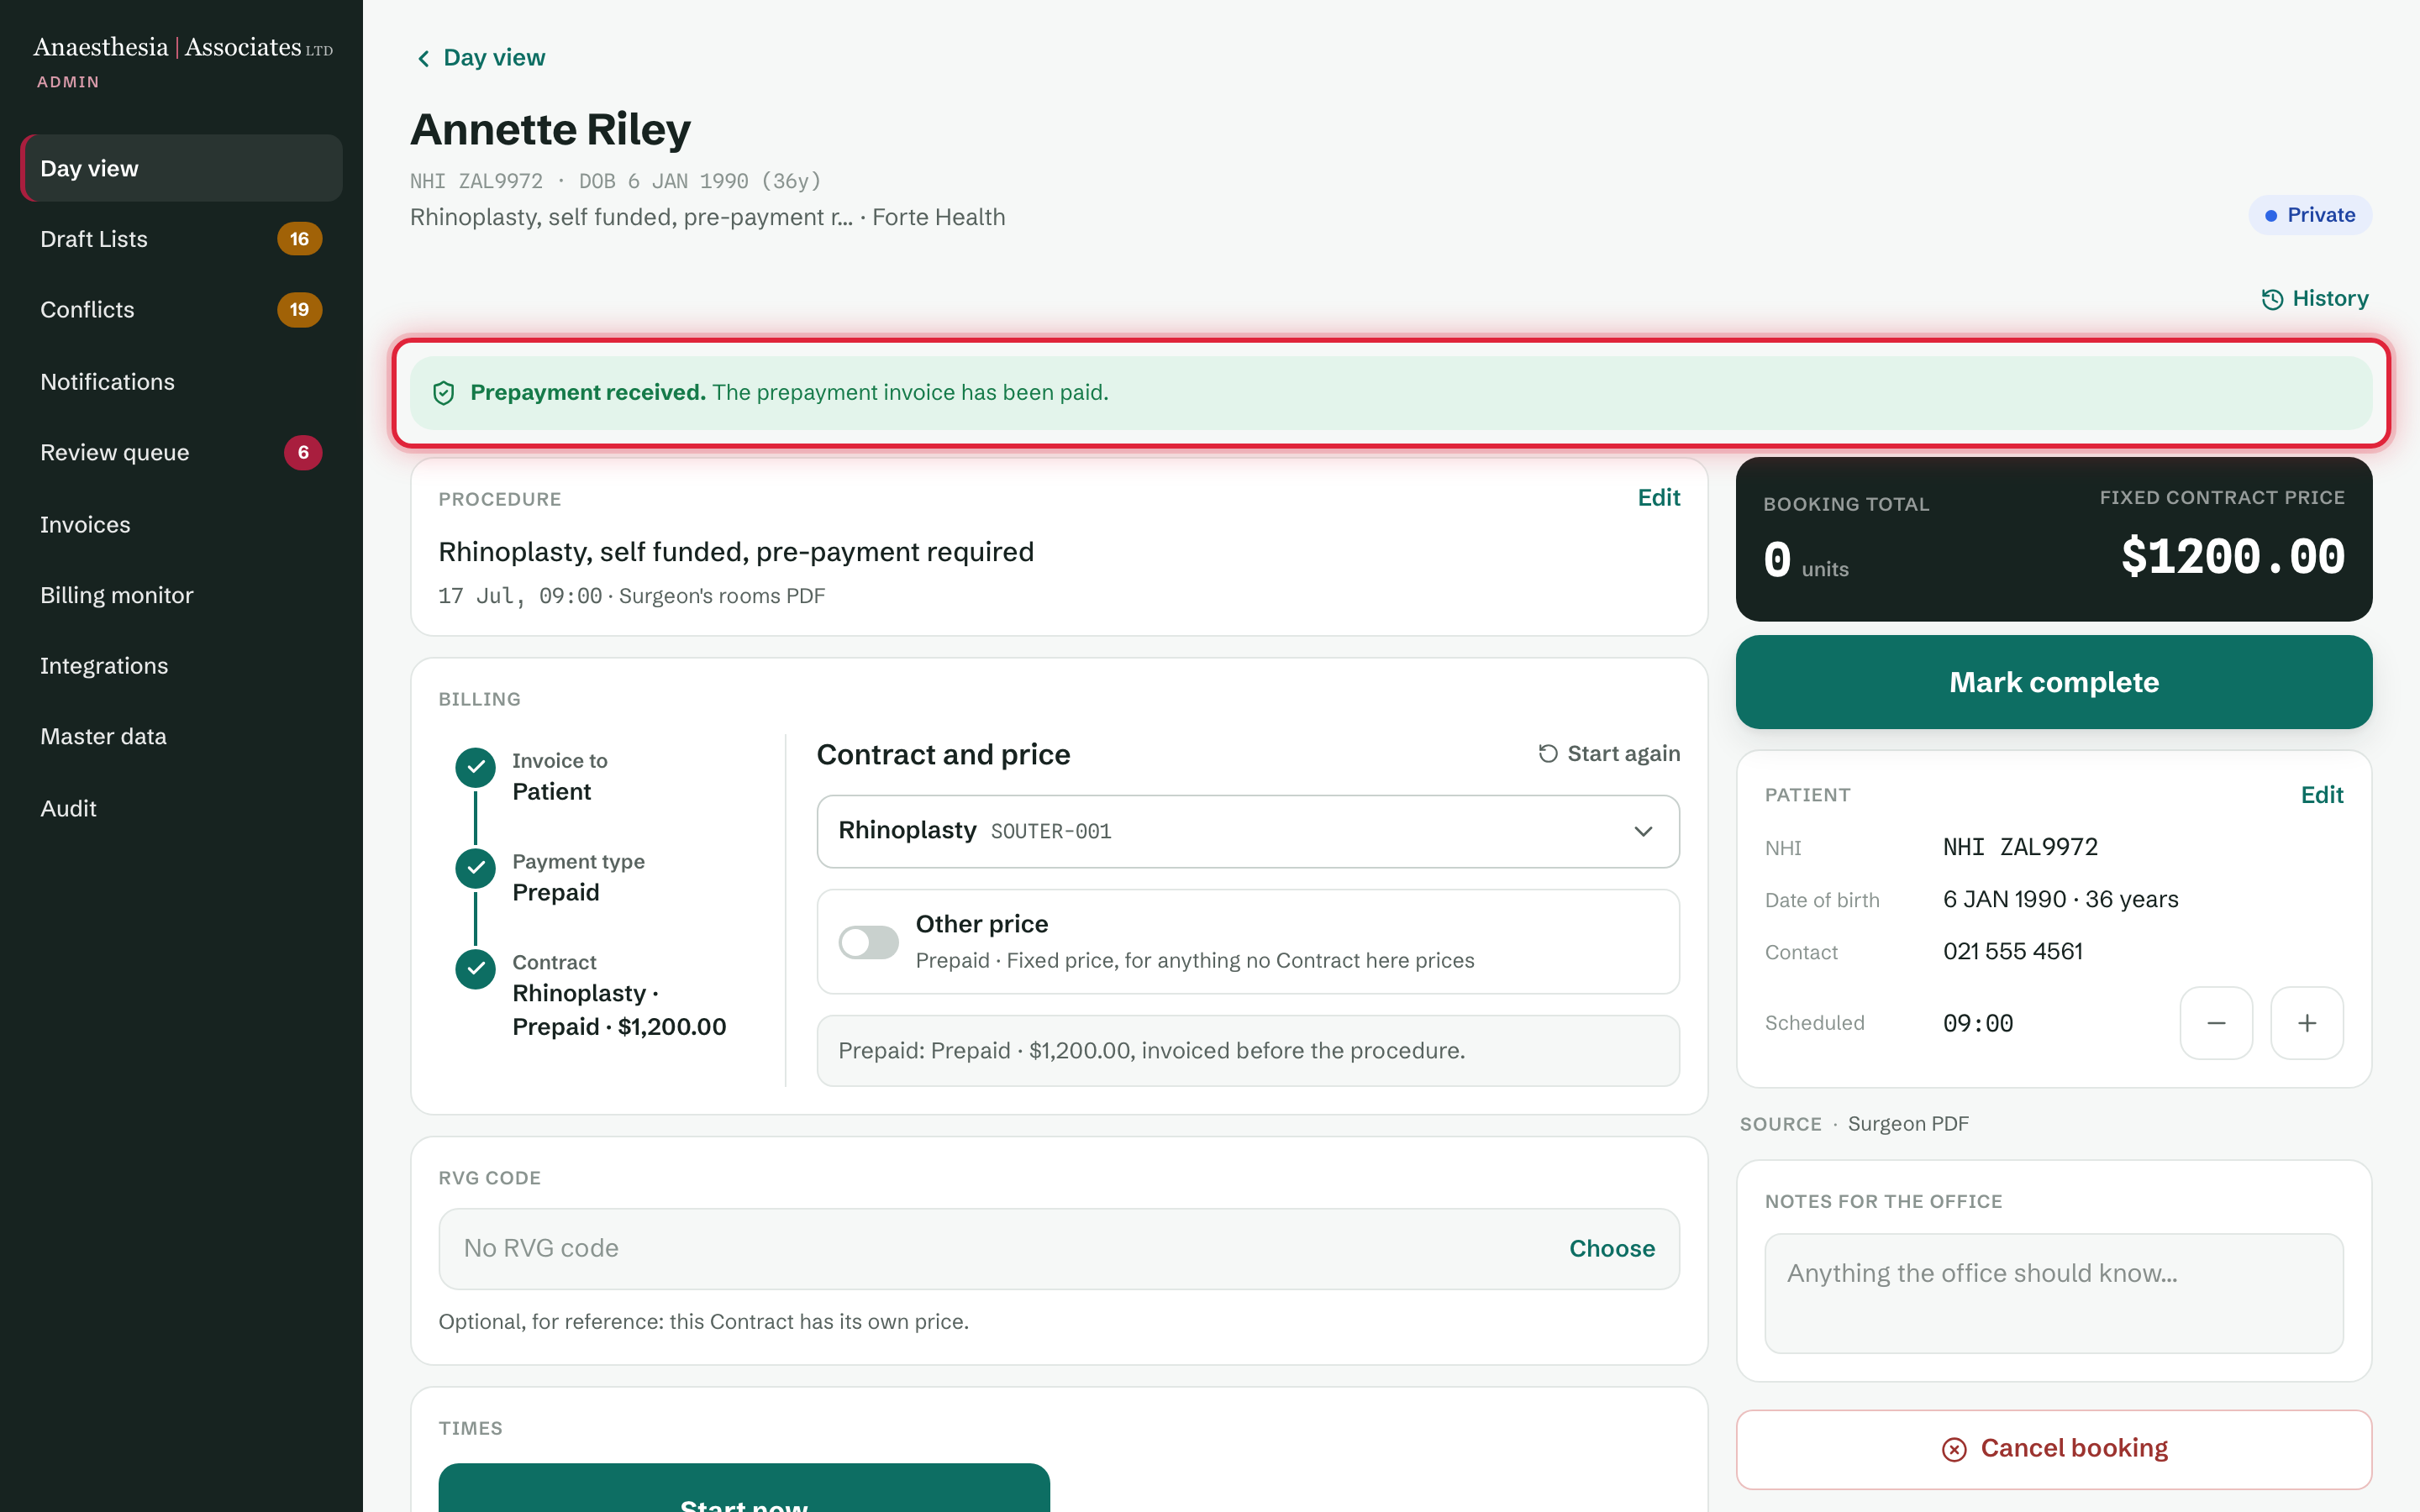 Anaesthesia | Associates LTD
ADMIN
Day view
Draft Lists 16
Conflicts 19
Notifications
Review queue 6
Invoices
Billing monitor
Integrations
Master data
Audit
Day view
Annette Riley
NHI ZAL9972 · DOB 6 JAN 1990 (36y)
Rhinoplasty, self funded, pre-payment r... · Forte Health
Private
History
Prepayment received. The prepayment invoice has been paid.
PROCEDURE Edit
Rhinoplasty, self funded, pre-payment required
17 Jul, 09:00 · Surgeon's rooms PDF
BILLING
Invoice to
Patient
Payment type
Prepaid
Contract
Rhinoplasty ·
Prepaid · $1,200.00
Contract and price Start again
Rhinoplasty SOUTER-001
Other price
Prepaid · Fixed price, for anything no Contract here prices
Prepaid: Prepaid · $1,200.00, invoiced before the procedure.
RVG CODE
No RVG code Choose
Optional, for reference: this Contract has its own price.
TIMES
Start now
BOOKING TOTAL FIXED CONTRACT PRICE
0 units $1200.00
Mark complete
PATIENT Edit
NHI NHI ZAL9972
Date of birth 6 JAN 1990 · 36 years
Contact 021 555 4561
Scheduled 09:00 − +
SOURCE · Surgeon PDF
NOTES FOR THE OFFICE
Anything the office should know...
Cancel booking